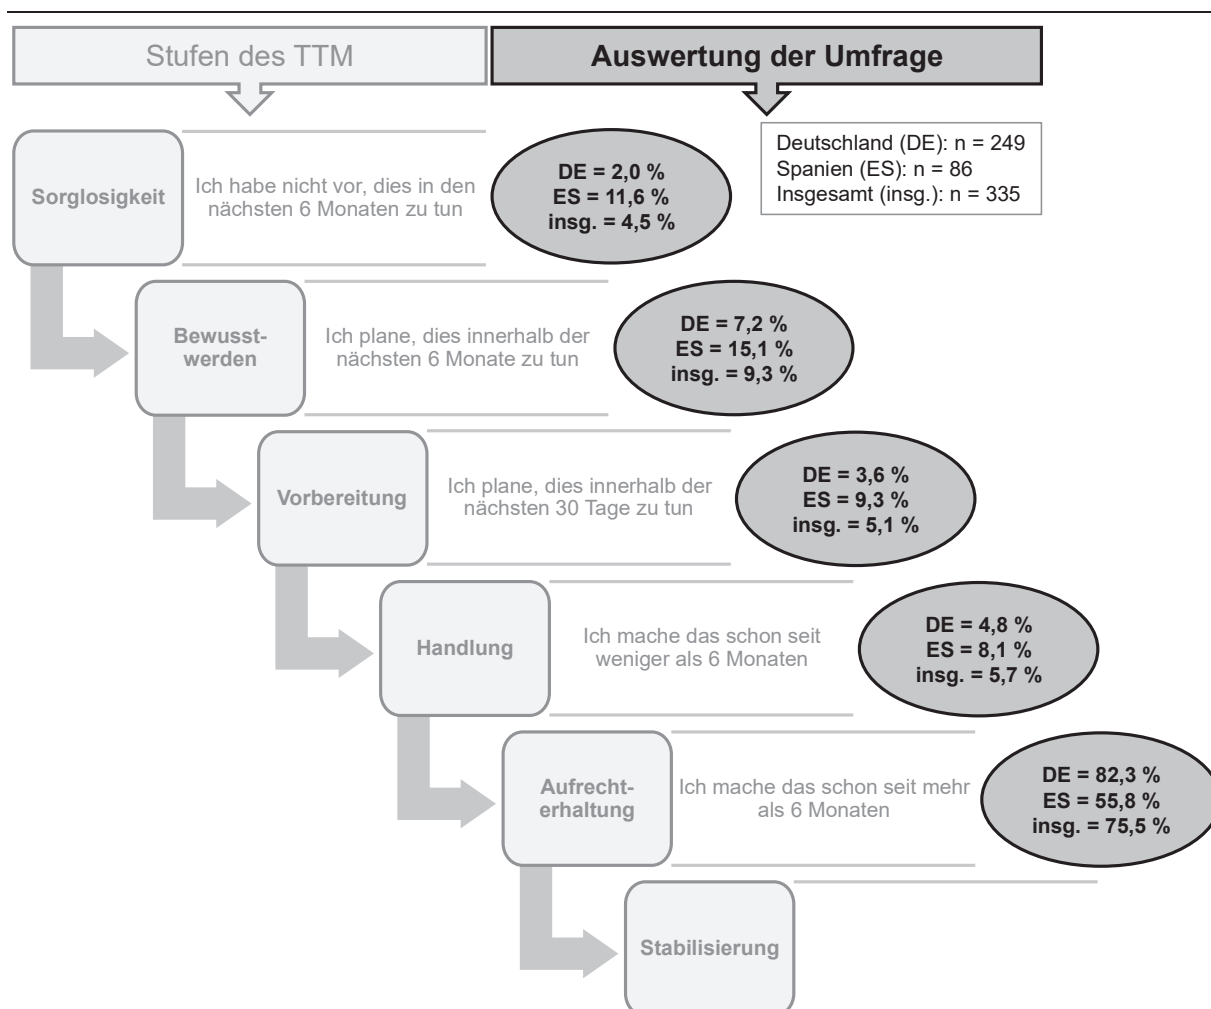 Stufen des TTM
Auswertung der Umfrage
Deutschland (DE): n = 249
Spanien (ES): n = 86
Insgesamt (insg.): n = 335
Sorglosigkeit
Ich habe nicht vor, dies in den
nächsten 6 Monaten zu tun
DE = 2,0 %
ES = 11,6 %
insg. = 4,5 %
Bewusst-
werden
Ich plane, dies innerhalb der
nächsten 6 Monate zu tun
DE = 7,2 %
ES = 15,1 %
insg. = 9,3 %
Vorbereitung
Ich plane, dies innerhalb der
nächsten 30 Tage zu tun
DE = 3,6 %
ES = 9,3 %
insg. = 5,1 %
Handlung
Ich mache das schon seit
weniger als 6 Monaten
DE = 4,8 %
ES = 8,1 %
insg. = 5,7 %
Aufrecht-
erhaltung
Ich mache das schon seit mehr
als 6 Monaten
DE = 82,3 %
ES = 55,8 %
insg. = 75,5 %
Stabilisierung